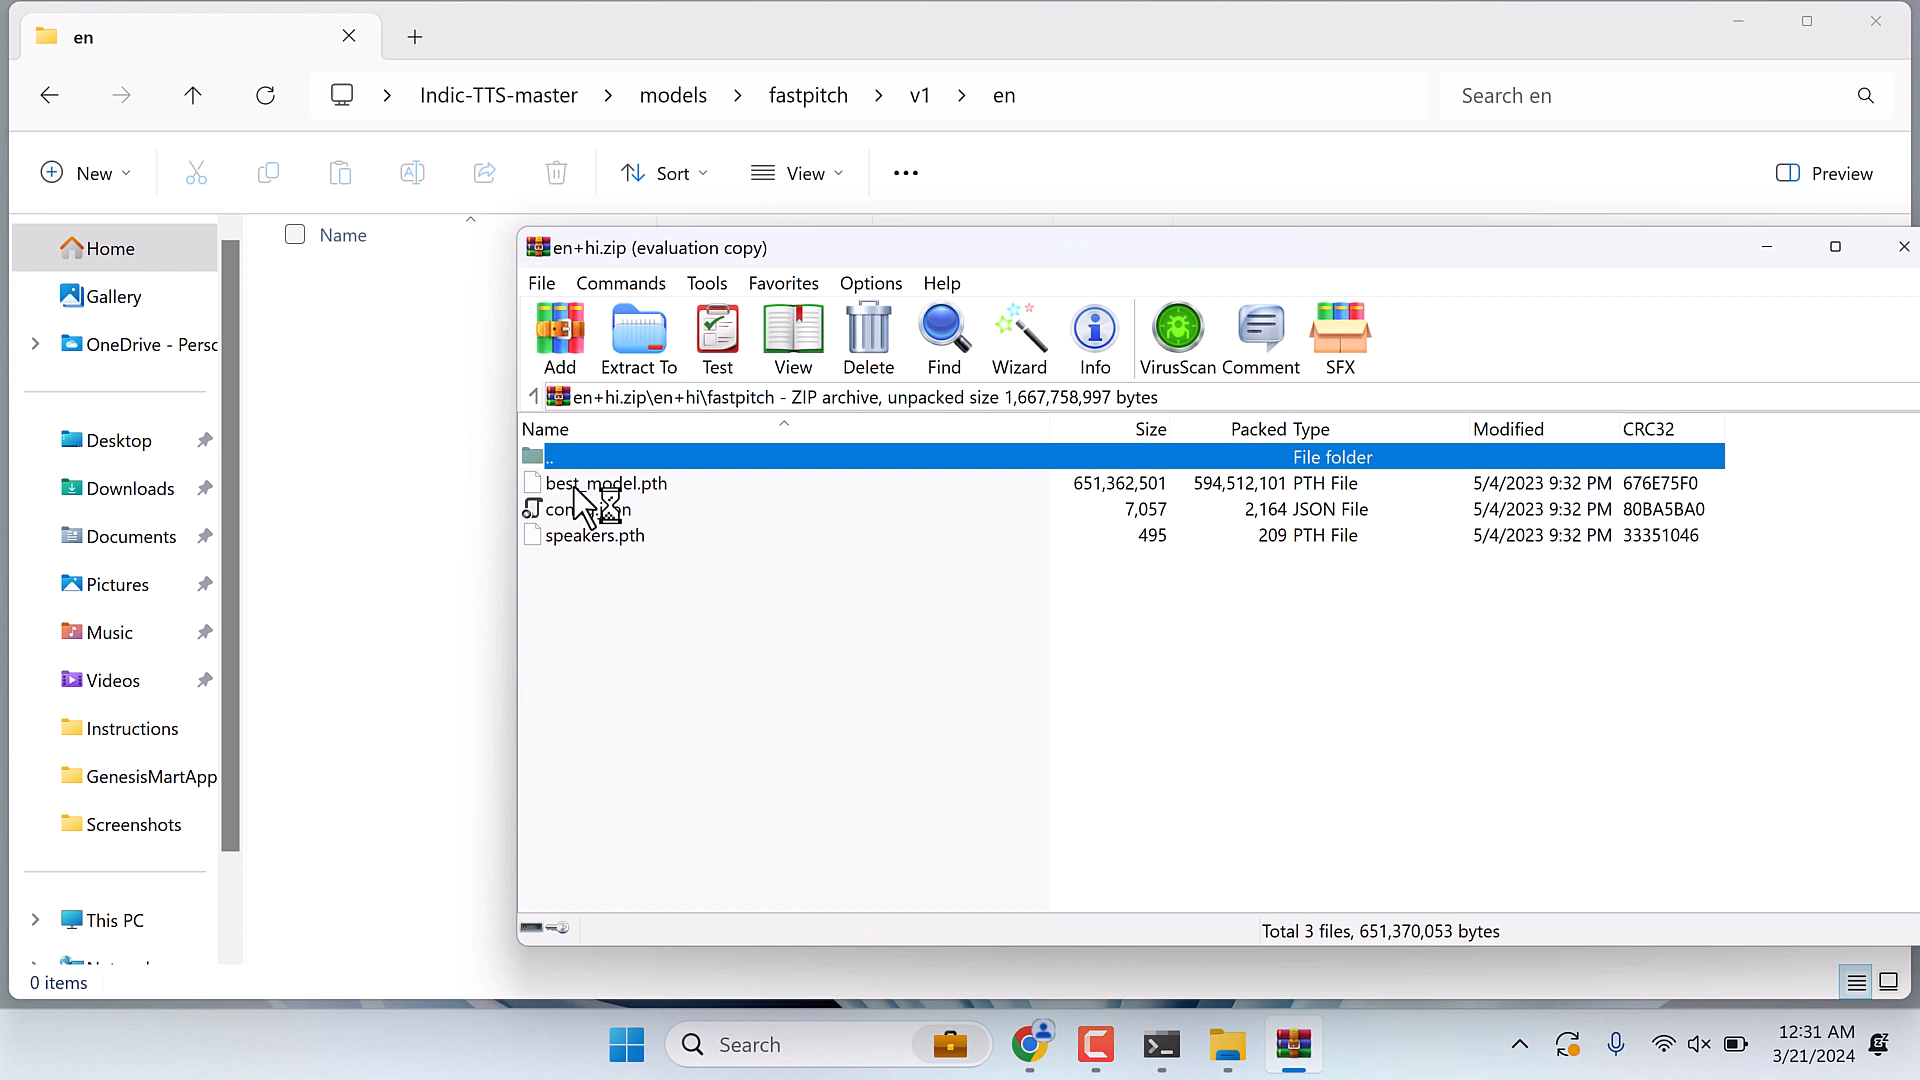 en
Indic-TTS-master > models > fastpitch > v1 > en
Search en
New
Sort
View
Preview
Home
Gallery
OneDrive - Persc
Desktop
Downloads
Documents
Pictures
Music
Videos
Instructions
GenesisMartApp
Screenshots
This PC
0 items
Name
en+hi.zip (evaluation copy)
File Commands Tools Favorites Options Help
Add Extract To Test View Delete Find Wizard Info VirusScan Comment SFX
en+hi.zip\en+hi\fastpitch - ZIP archive, unpacked size 1,667,758,997 bytes
Name Size Packed Type Modified CRC32
.. File folder
best_model.pth 651,362,501 594,512,101 PTH File 5/4/2023 9:32 PM 676E75F0
7,057 2,164 JSON File 5/4/2023 9:32 PM 80BA5BA0
speakers.pth 495 209 PTH File 5/4/2023 9:32 PM 33351046
Total 3 files, 651,370,053 bytes
Search
12:31 AM
3/21/2024